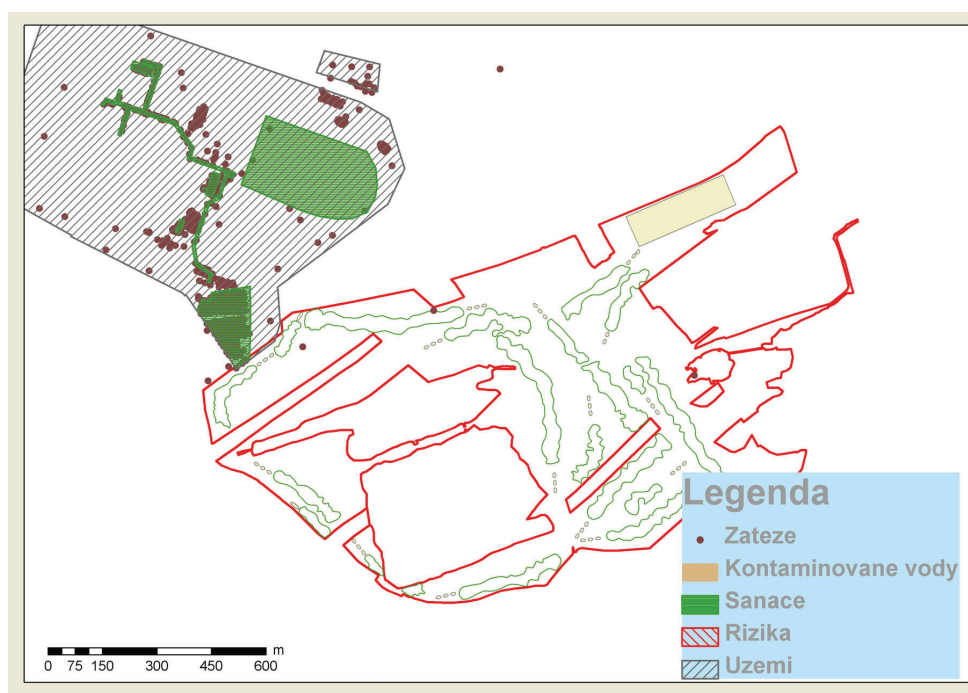 Legenda
Zateze
Kontaminovane vody
Sanace
Rizika
Uzemi
m
0 75 150 300 450 600